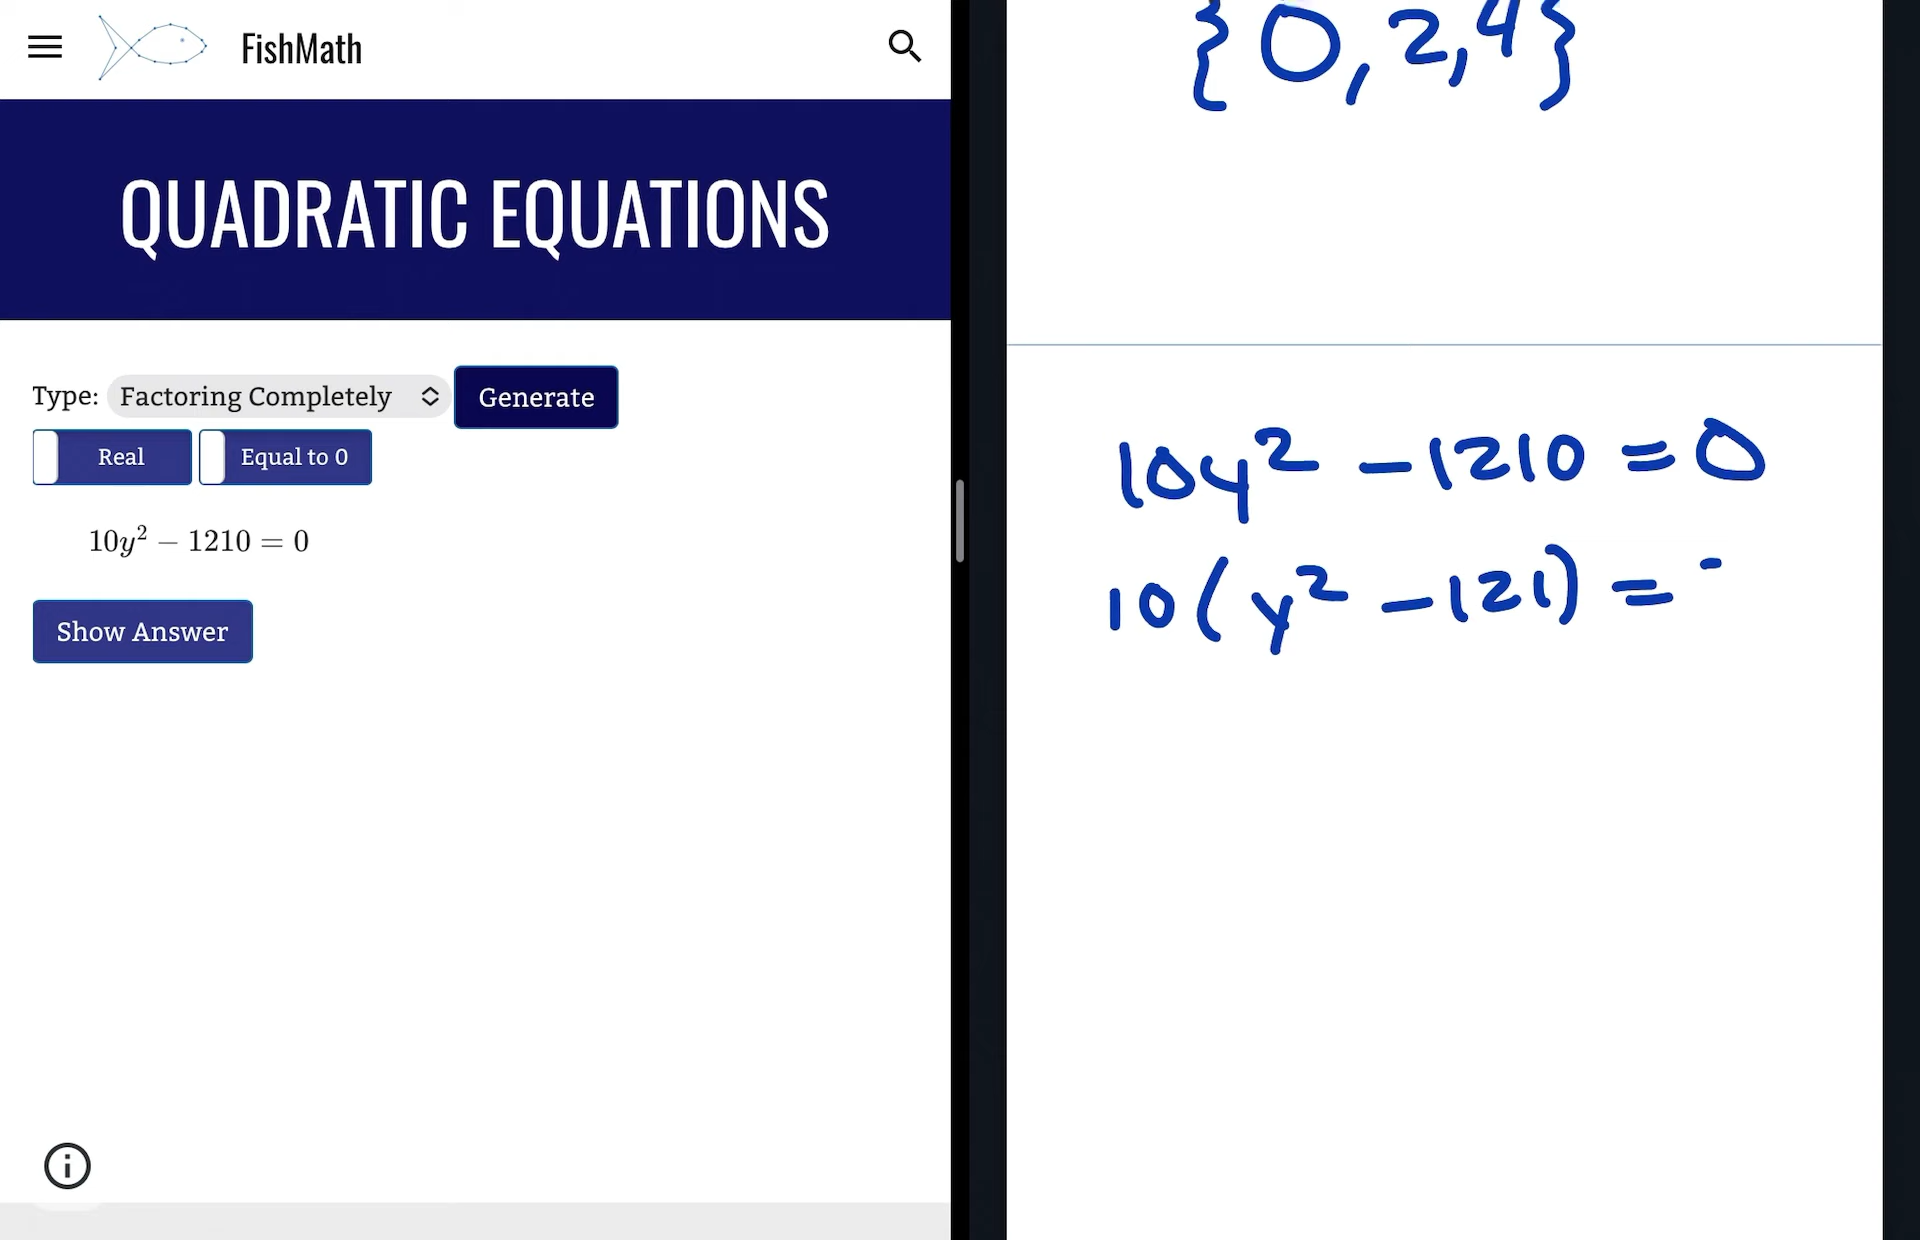 FishMath
QUADRATIC EQUATIONS
Type: Factoring Completely Generate
Real Equal to 0
10y² − 1210 = 0
Show Answer
{0,2,4}
10y² − 1210 = 0
10(y² − 121) =